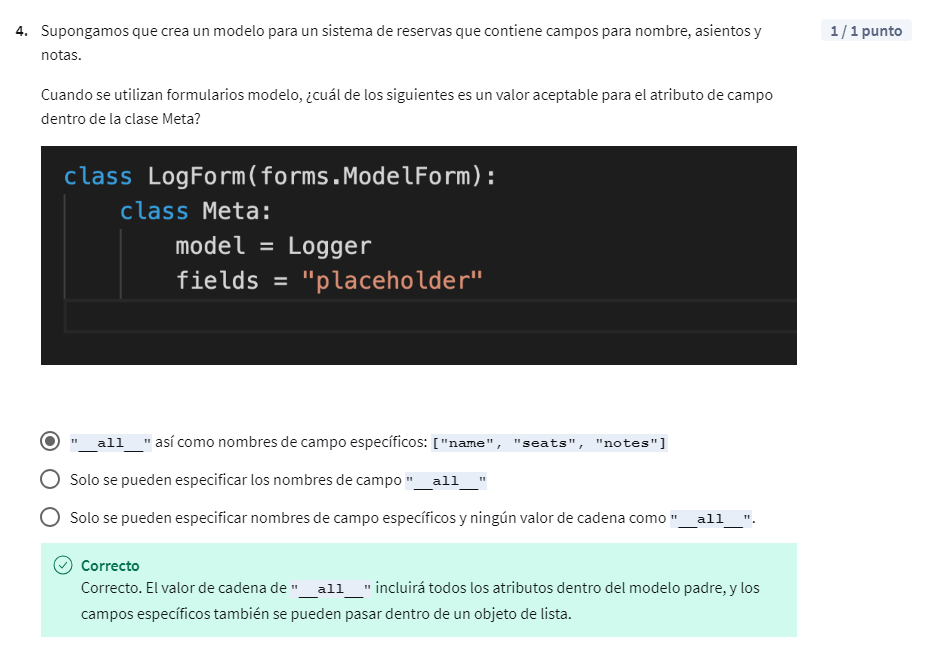 4. Supongamos que crea un modelo para un sistema de reservas que contiene campos para nombre, asientos y
notas.
1 / 1 punto
Cuando se utilizan formularios modelo, ¿cuál de los siguientes es un valor aceptable para el atributo de campo
dentro de la clase Meta?
class LogForm(forms.ModelForm):
    class Meta:
        model = Logger
        fields = "placeholder"
"__all__" así como nombres de campo específicos: ["name", "seats", "notes"]
Solo se pueden especificar los nombres de campo "__all__"
Solo se pueden especificar nombres de campo específicos y ningún valor de cadena como "__all__".
Correcto
Correcto. El valor de cadena de "__all__" incluirá todos los atributos dentro del modelo padre, y los
campos específicos también se pueden pasar dentro de un objeto de lista.